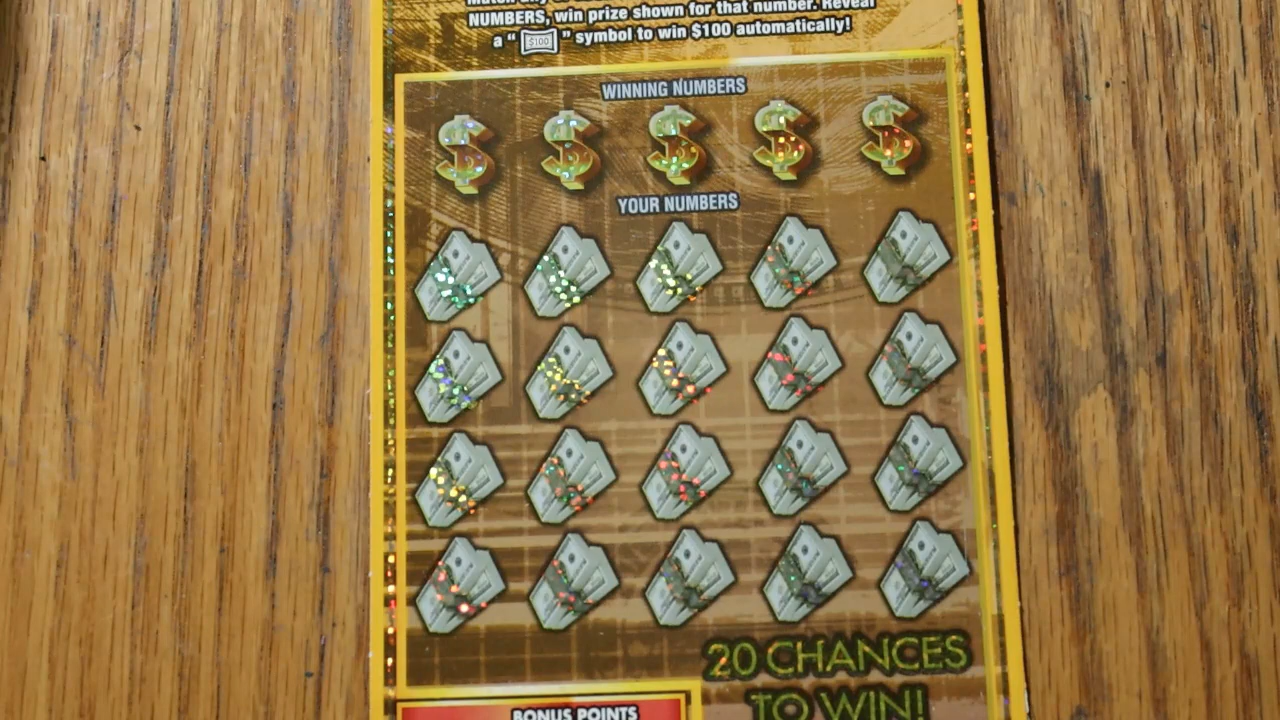 NUMBERS, win prize shown for that number. Reveal
a " $100 " symbol to win $100 automatically!
WINNING NUMBERS
YOUR NUMBERS
20 CHANCES
TO WIN!
BONUS POINTS